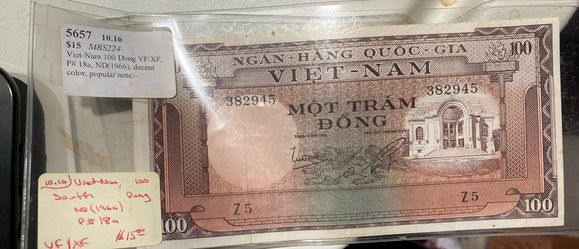 5657 10.16
$15 MBS224
Viet-Nam 100 Dong VF/XF,
P# 18a, ND(1966), decent
color, popular note--
NGÂN-HÀNG QUỐC-GIA
100
VIỆT-NAM
382945
382945
MỘT TRĂM
ĐỒNG
Z5
Z5
100
100
10.16) Viet Nam, 100
South Dong
ND (1966)
P# 18a
VF/XF $15